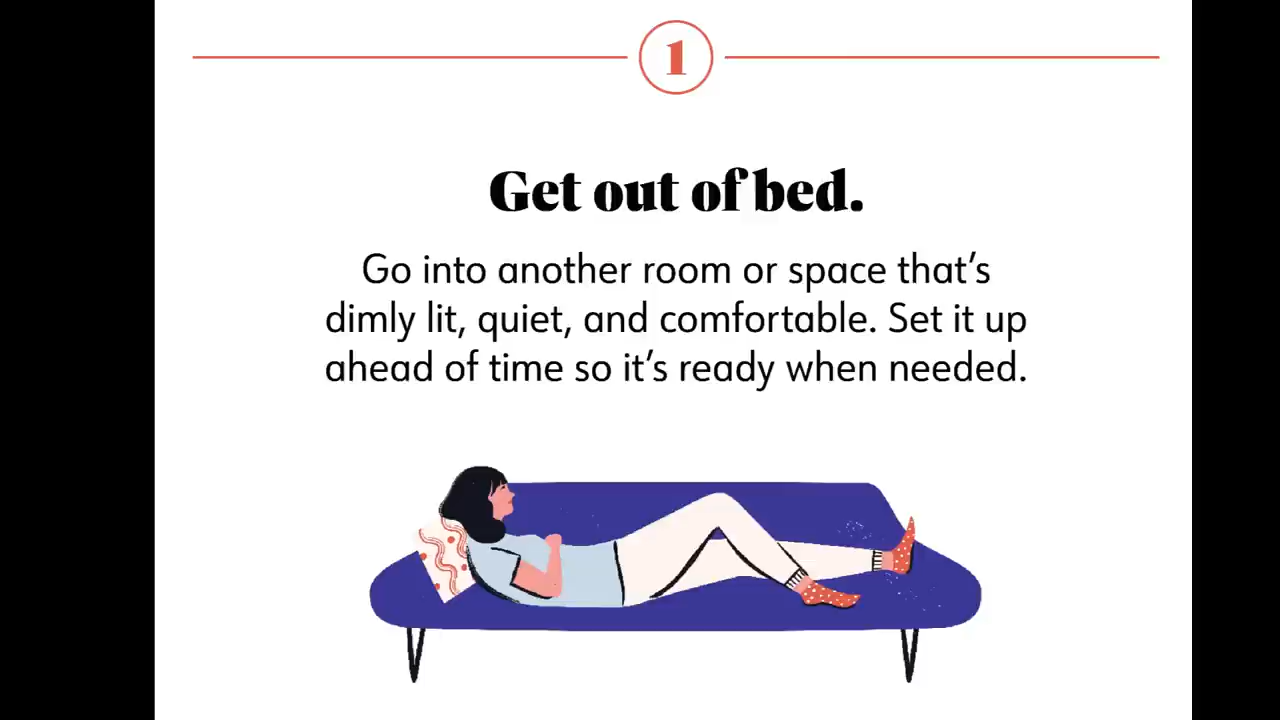 1
Get out of bed.
Go into another room or space that’s
dimly lit, quiet, and comfortable. Set it up
ahead of time so it’s ready when needed.